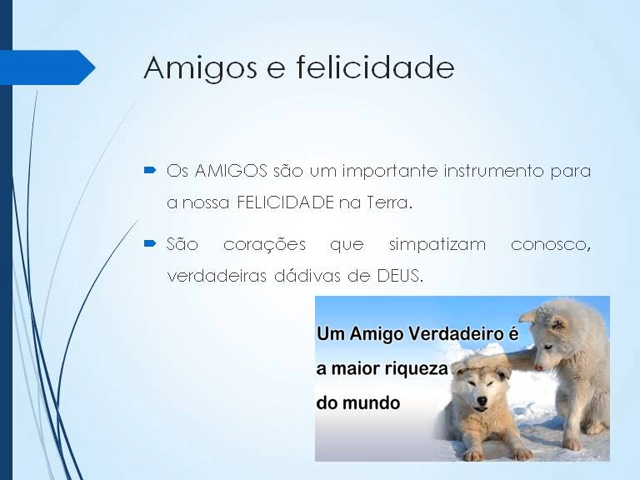 Amigos e felicidade
Os AMIGOS são um importante instrumento para
a nossa FELICIDADE na Terra.
São corações que simpatizam conosco,
verdadeiras dádivas de DEUS.
Um Amigo Verdadeiro é
a maior riqueza
do mundo